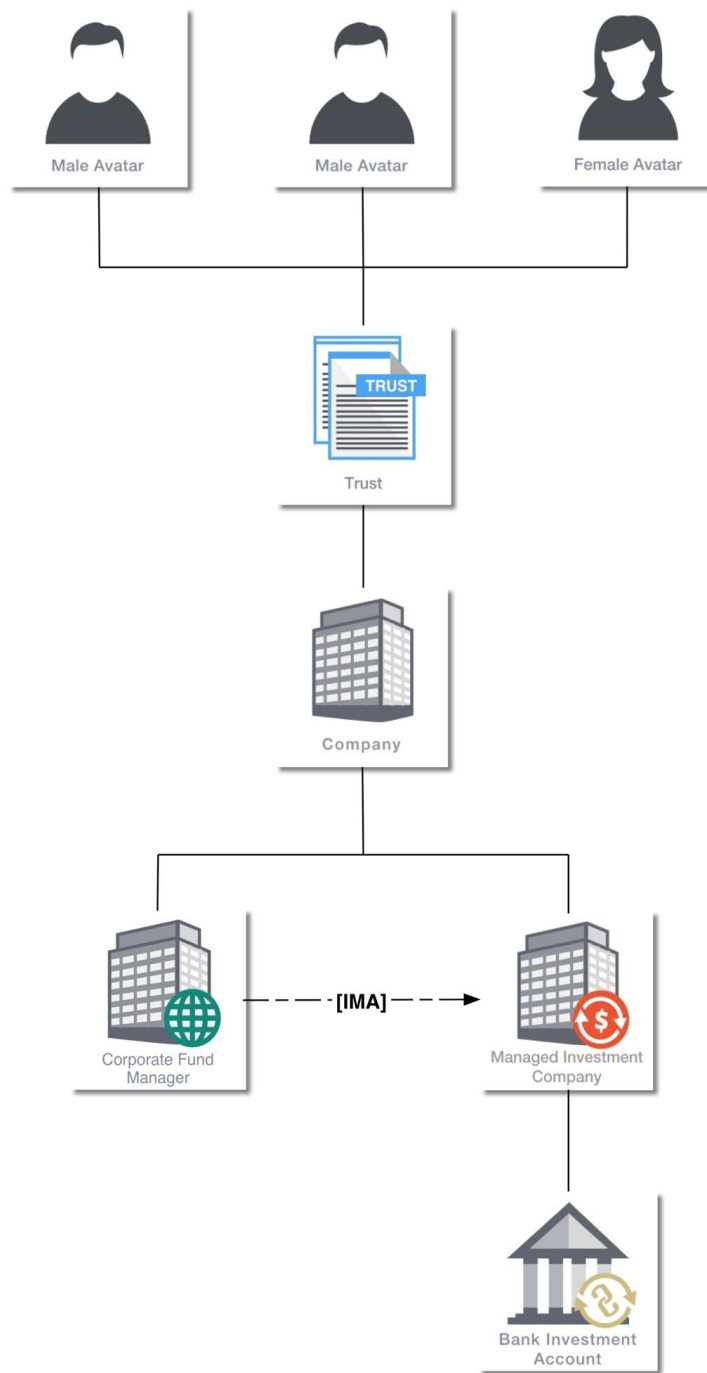 Male Avatar
Male Avatar
Female Avatar
TRUST
Trust
Company
[IMA]
Corporate Fund
Manager
$
Managed Investment
Company
Bank Investment
Account